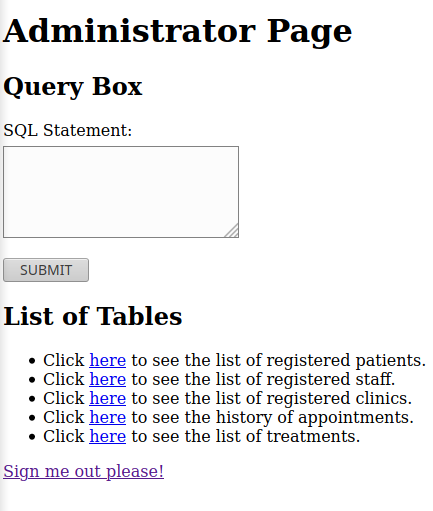 Administrator Page
Query Box
SQL Statement:
SUBMIT
List of Tables
Click here to see the list of registered patients.
Click here to see the list of registered staff.
Click here to see the list of registered clinics.
Click here to see the history of appointments.
Click here to see the list of treatments.
Sign me out please!